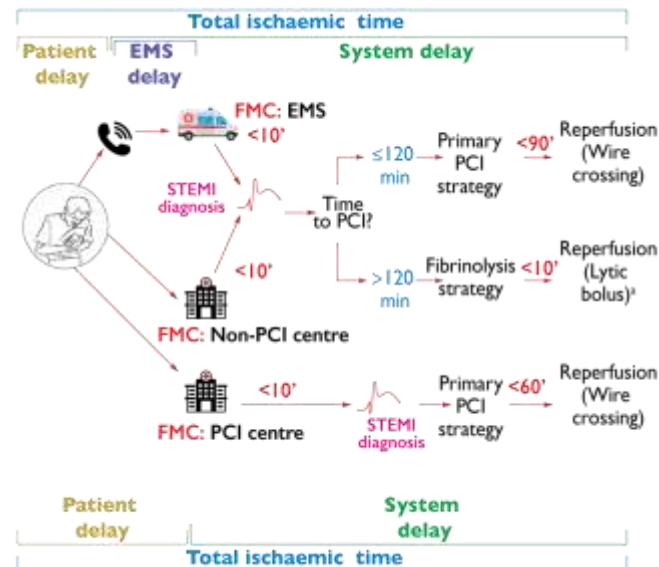 Total ischaemic time
Patient delay
EMS delay
System delay
FMC: EMS
<10'
STEMI
diagnosis
Time
to PCI?
≤120
min
Primary
PCI
strategy
<90'
Reperfusion
(Wire
crossing)
<10'
FMC: Non-PCI centre
>120
min
Fibrinolysis
strategy
<10'
Reperfusion
(Lytic
bolus)ª
<10'
FMC: PCI centre
STEMI
diagnosis
Primary
PCI
strategy
<60'
Reperfusion
(Wire
crossing)
Patient
delay
System
delay
Total ischaemic time